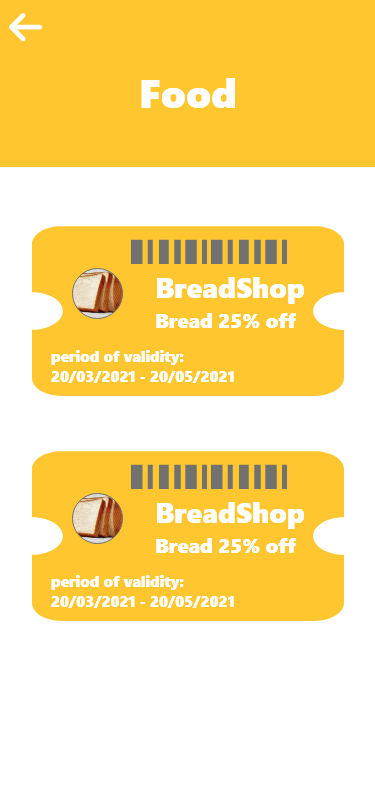 Food
BreadShop
Bread 25% off
period of validity:
20/03/2021 - 20/05/2021
BreadShop
Bread 25% off
period of validity:
20/03/2021 - 20/05/2021